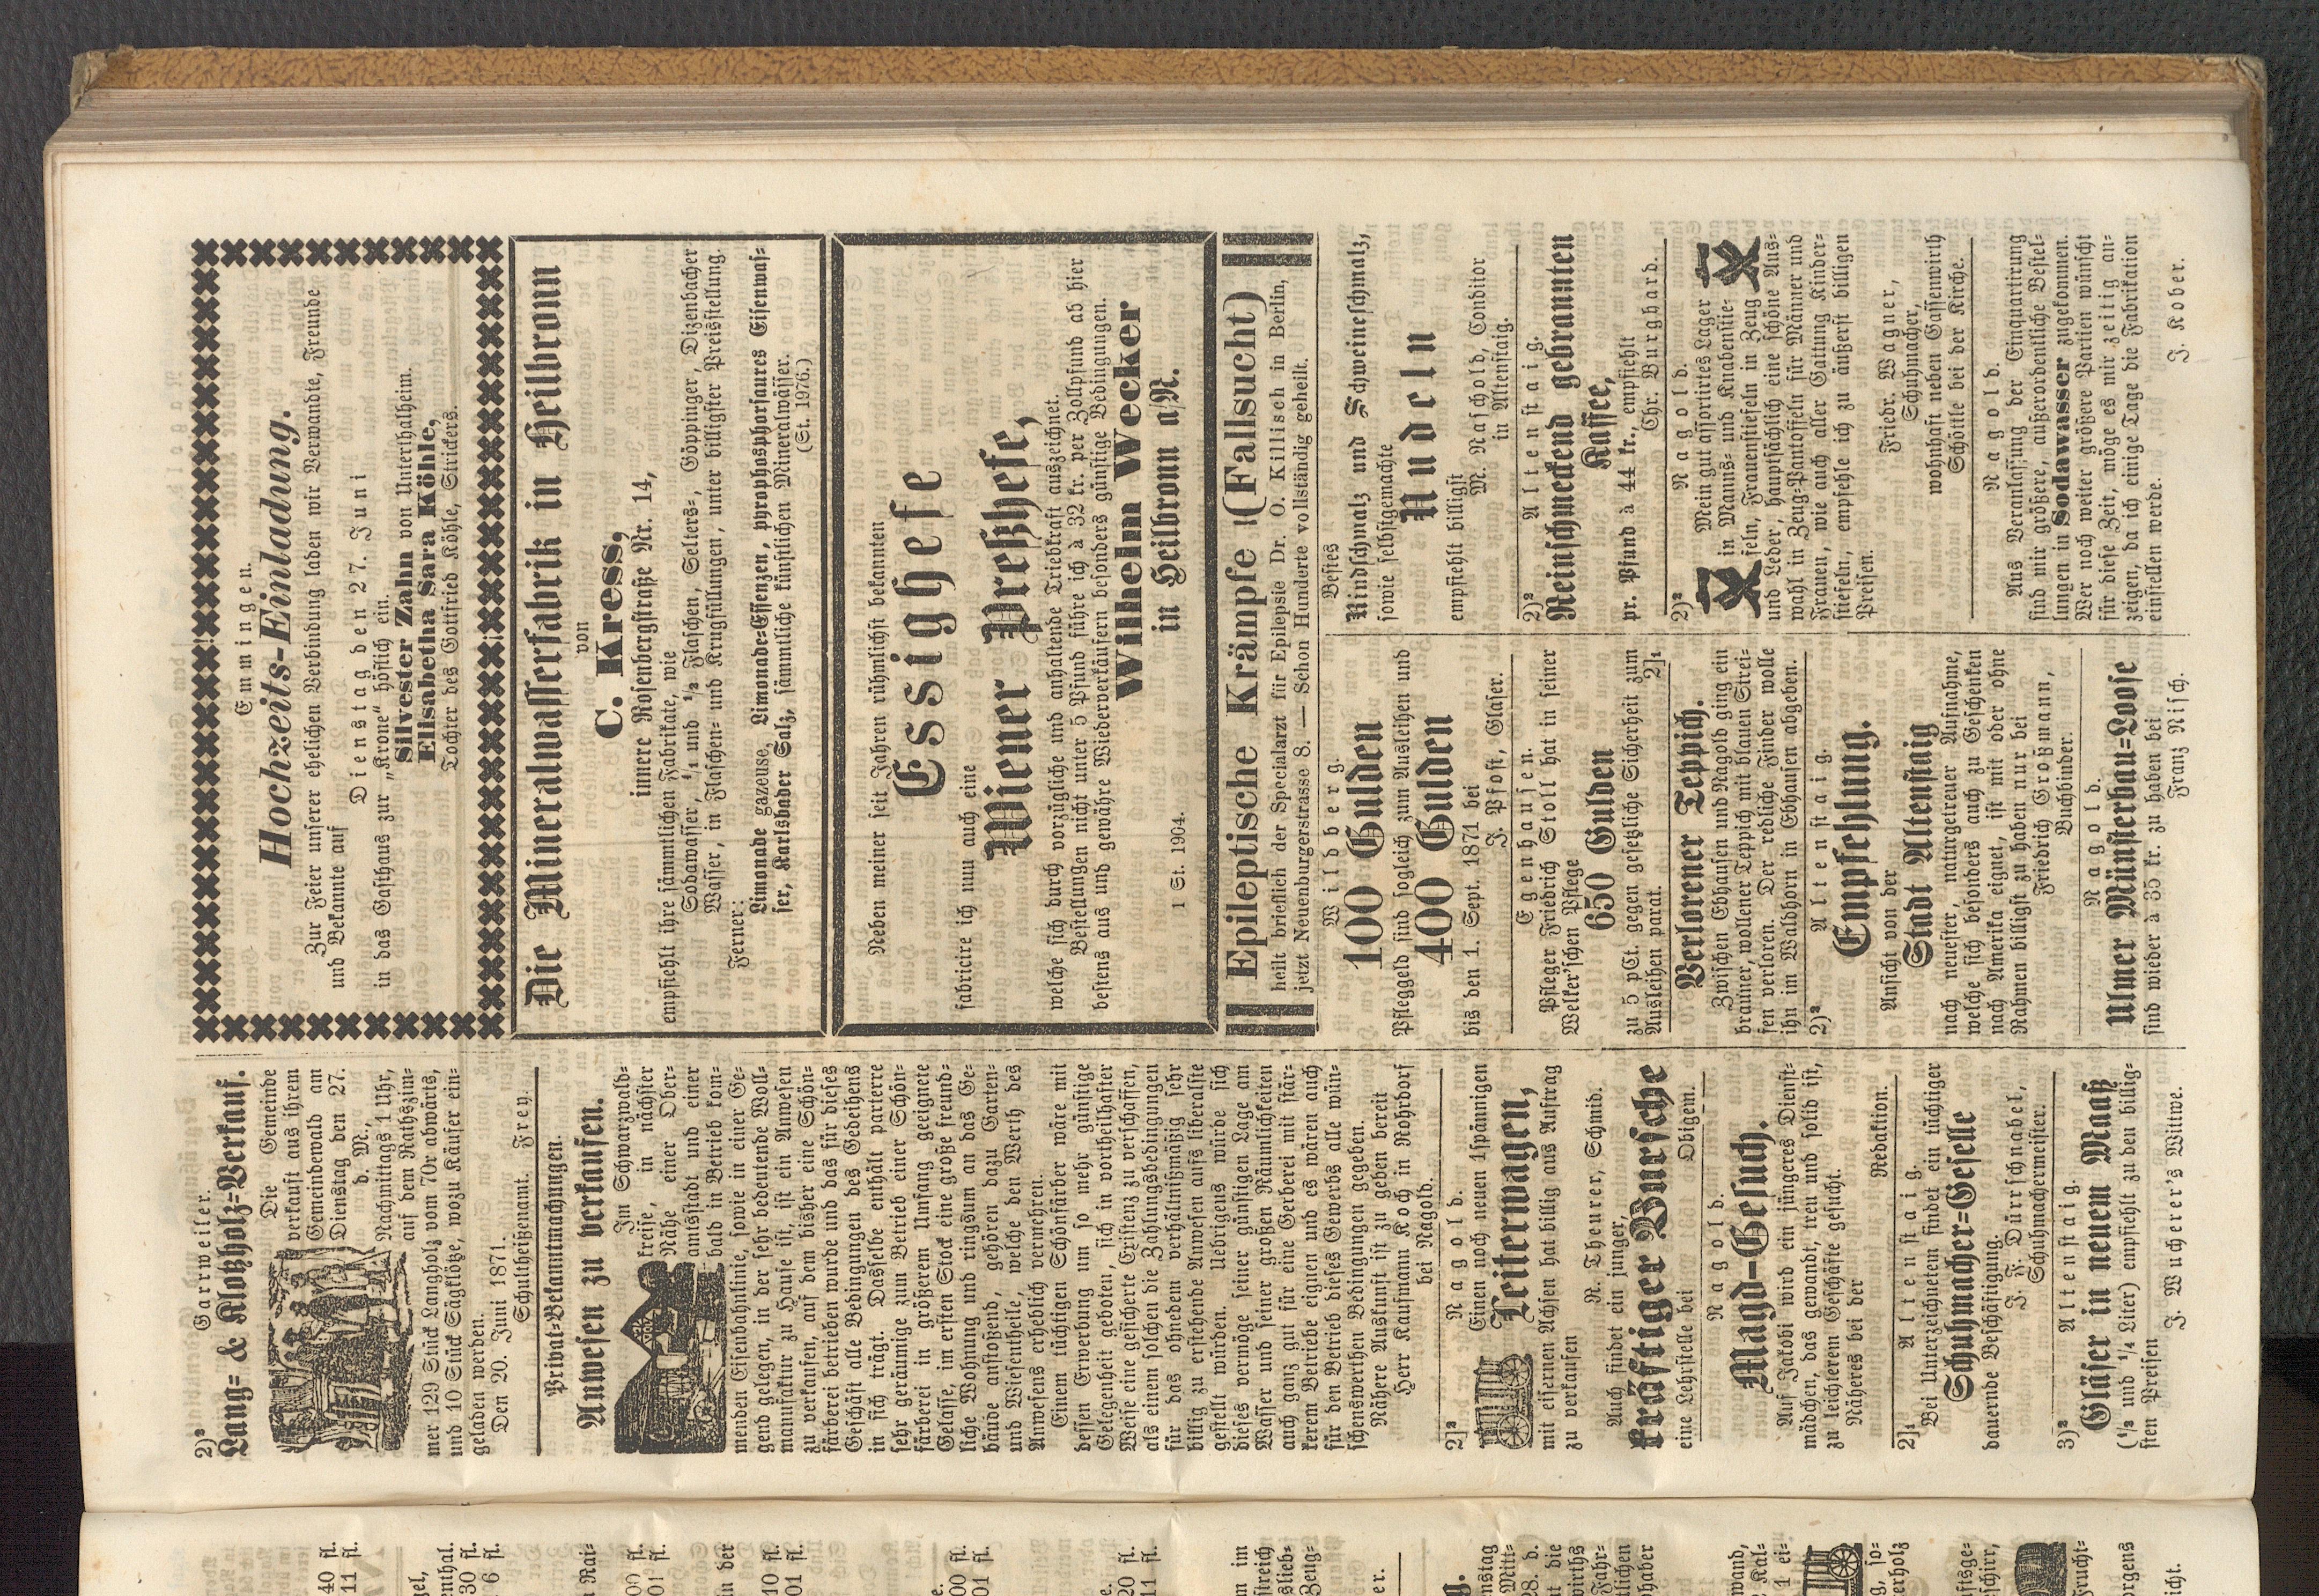 2)²
Garrweiler.
Lang= & Klotzholz=Verkauf.
Die Gemeinde
verkauft aus ihrem
Gemeindewald am
Dienstag den 27.
d. M.,
Nachmittags 1 Uhr,
auf dem Rathszim=
mer 129 Stück Langholz vom 70r abwärts,
und 10 Stück Sägklötze, wozu Käufer ein=
geladen werden.
Den 20. Juni 1871.
Schultheißenamt. Frey.
Privat=Bekanntmachungen.
Anwesen zu verkaufen.
Im Schwarzwald=
kreise, in nächster
Nähe einer Ober=
amtsstadt und einer
bald in Betrieb kom=
menden Eisenbahnlinie, sowie in einer Ge=
gend gelegen, in der sehr bedeutende Woll=
manufaktur zu Hause ist, ist ein Anwesen
zu verkaufen, auf dem bisher eine Schön=
färberei betrieben wurde und das für dieses
Geschäft alle Bedingungen des Gedeihens
in sich trägt. Dasselbe enthält parterre
sehr geräumige zum Betrieb einer Schön=
färberei in größerem Umfang geeignete
Gelasse, im ersten Stock eine große freund=
liche Wohnung und ringsum an das Ge=
bäude anstoßend, gehören dazu Garten=
und Wiesentheile, welche den Werth des
Anwesens erheblich vermehren.
Einem tüchtigen Schönfärber wäre mit
dessen Erwerbung um so mehr günstige
Gelegenheit geboten, sich in vortheilhafter
Weise eine gesicherte Existenz zu verschaffen,
als einem solchen die Zahlungsbedingungen
für das ohnedem verhältnißmäßig sehr
billig zu erstehende Anwesen aufs liberalste
gestellt würden. Uebrigens würde sich
dieses vermöge seiner günstigen Lage am
Wasser und seiner großen Räumlichkeiten
auch ganz gut für eine Gerberei mit stär=
kerem Betriebe eignen und es wären auch
für den Betrieb dieses Gewerbs alle wün=
schenswerthen Bedingungen gegeben.
Nähere Auskunft ist zu geben bereit
Herr Kaufmann Koch in Rohrdorf
bei Nagold.
2]²
Nagold.
Einen noch neuen 1spännigen
Leiterwagen,
mit eisernen Achsen hat billig aus Auftrag
zu verkaufen
R. Theurer, Schmid.
Auch findet ein junger,
kräftiger Bursche
eine Lehrstelle bei
Obigem.
Nagold.
Magd=Gesuch.
Auf Jakobi wird ein jüngeres Dienst=
mädchen, das gewandt, treu und solid ist,
zu leichterem Geschäfte gesucht.
Näheres bei der
Redaktion.
2]¹
Altenstaig.
Bei Unterzeichnetem findet ein tüchtiger
Schuhmacher=Geselle
dauernde Beschäftigung.
J. F. Dürrschnabel,
Schuhmachermeister.
3)²
Altenstaig.
Gläser in neuem Maaß
(½ und ¼ Liter) empfiehlt zu den billig=
sten Preisen
J. Wucherer's Wittwe.
Emmingen.
Hochzeits-Einladung.
Zur Feier unserer ehelichen Verbindung laden wir Verwandte, Freunde
und Bekannte auf
Dienstag den 27. Juni
in das Gasthaus zur „Krone“ höflich ein.
Silvester Zahn von Unterthalheim.
Elisabetha Sara Köhle,
Tochter des Gottfried Köhle, Strickers.
Die Mineralwasserfabrik in Heilbronn
von
C. Kress,
innere Rosenbergstraße Nr. 14,
empfiehlt ihre sämmtlichen Fabrikate, wie
Sodawasser, 1/1 und ½ Flaschen, Selters=, Göppinger, Dizenbacher
Wasser, in Flaschen= und Krugfüllungen, unter billigster Preisstellung.
Ferner:
Limonade gazeuse, Limonade=Essenzen, pyrophosphorsaures Eisenwas=
ser, Karlsbader Salz, sämmtliche künstlichen Mineralwässer.
(St. 1976.)
Neben meiner seit Jahren rühmlichst bekannten
Essighefe
fabricire ich nun auch eine
Wiener Preßhefe,
welche sich durch vorzügliche und anhaltende Triebkraft auszeichnet.
Bestellungen nicht unter 5 Pfund führe ich à 32 kr. per Zollpfund ab hier
bestens aus und gewähre Wiederverkäufern besonders günstige Bedingungen.
Wilhelm Wecker
in Heilbronn a/N.
1 St. 1904.
Epileptische Krämpfe (Fallsucht)
heilt brieflich der Specialarzt für Epilepsie Dr. O. Killisch in Berlin,
jetzt Neuenburgerstrasse 8. — Schon Hunderte vollständig geheilt.
Wildberg.
100 Gulden
Pfleggeld sind sogleich zum Ausleihen und
400 Gulden
bis den 1. Sept. 1871 bei
J. Pfost, Glaser.
Egenhausen.
Pfleger Friedrich Stoll hat in seiner
Welker'schen Pflege
650 Gulden
zu 5 pCt. gegen gesetzliche Sicherheit zum
Ausleihen parat.
2]¹
Verlorener Teppich.
Zwischen Ebhausen und Nagold ging ein
brauner, wollener Teppich mit blauen Strei=
fen verloren. Der redliche Finder wolle
ihn im Waldhorn in Ebhausen abgeben.
2)²
Altenstaig.
Empfehlung.
Ansicht von der
Stadt Altenstaig
nach neuester, naturgetreuer Aufnahme,
welche sich besonders auch zu Geschenken
nach Amerika eignet, ist mit oder ohne
Rahmen billigst zu haben nur bei
Friedrich Großmann,
Buchbinder.
Nagold.
Ulmer Münsterbau=Loose
sind wieder à 35 kr. zu haben bei
Franz Nisch.
Bestes
Rindschmalz und Schweineschmalz,
sowie selbstgemachte
Nudeln
empfiehlt billigst
M. Naschold, Conditor
in Altenstaig.
2)²
Altenstaig.
Reinschmeckend gebrannten
Kaffee,
pr. Pfund à 44 kr., empfiehlt
Chr. Burghard.
2)²
Nagold.
Mein gut assortirtes Lager
in Manns= und Knabenstie=
feln, Frauenstiefeln in Zeug
und Leder, hauptsächlich eine schöne Aus=
wahl in Zeug=Pantoffeln für Männer und
Frauen, wie auch aller Gattung Kinder=
stiefeln, empfehle ich zu äußerst billigen
Preisen.
Friedr. Wagner,
Schuhmacher,
wohnhaft neben Gassenwirth
Schöttle bei der Kirche.
Nagold.
Aus Veranlassung der Einquartirung
sind mir größere, außerordentliche Bestel=
lungen in Sodawasser zugekommen.
Wer noch weiter größere Partien wünscht
für diese Zeit, möge es mir zeitig an=
zeigen, da ich einige Tage die Fabrikation
einstellen werde.
J. Kober.